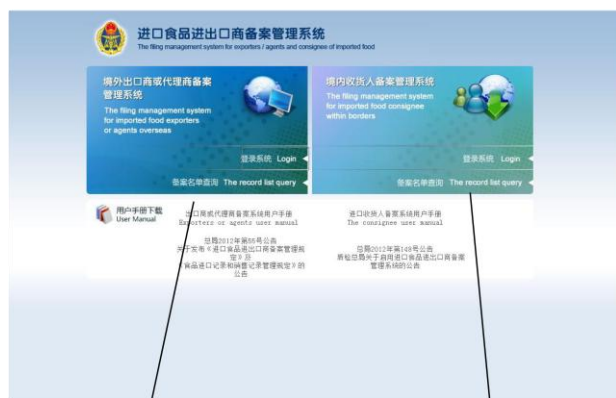 进口食品进出口商备案管理系统
The filing management system for exporters / agents and consignee of imported food
境外出口商或代理商备案
管理系统
The filing management system
for imported food exporters
or agents overseas
登录系统 Login
备案名单查询 The record list query
境内收货人备案管理系统
The filing management system
for imported food consignee
within borders
登录系统 Login
备案名单查询 The record list query
用户手册下载
User Manual
出口商或代理商备案系统用户手册
Exporters or agents user manual
总局2012年第55号公告
关于发布《进口食品进出口商备案管理规
定》及
《食品进口记录和销售记录管理规定》的
公告
进口收货人备案系统用户手册
The consignee user manual
总局2012年第149号公告
质检总局关于启用进口食品进出口商备案
管理系统的公告